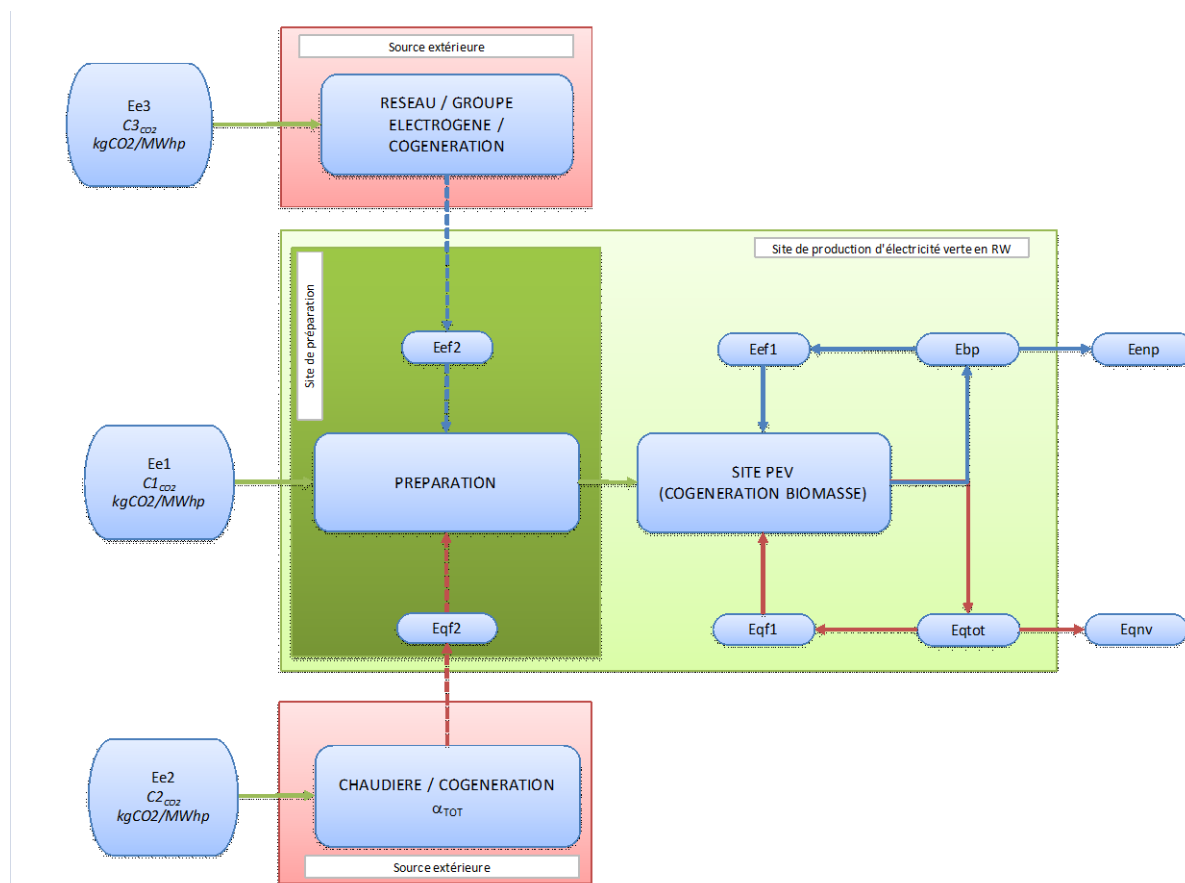 Source extérieure
Ee3
C3CO2
kgCO2/MWhp
RESEAU / GROUPE
ELECTROGENE /
COGENERATION
Site de production d'électricité verte en RW
Site de préparation
Eef2
Eef1
Ebp
Eenp
Ee1
C1CO2
kgCO2/MWhp
PREPARATION
SITE PEV
(COGENERATION BIOMASSE)
Eqf2
Eqf1
Eqtot
Eqnv
Ee2
C2CO2
kgCO2/MWhp
CHAUDIERE / COGENERATION
αTOT
Source extérieure